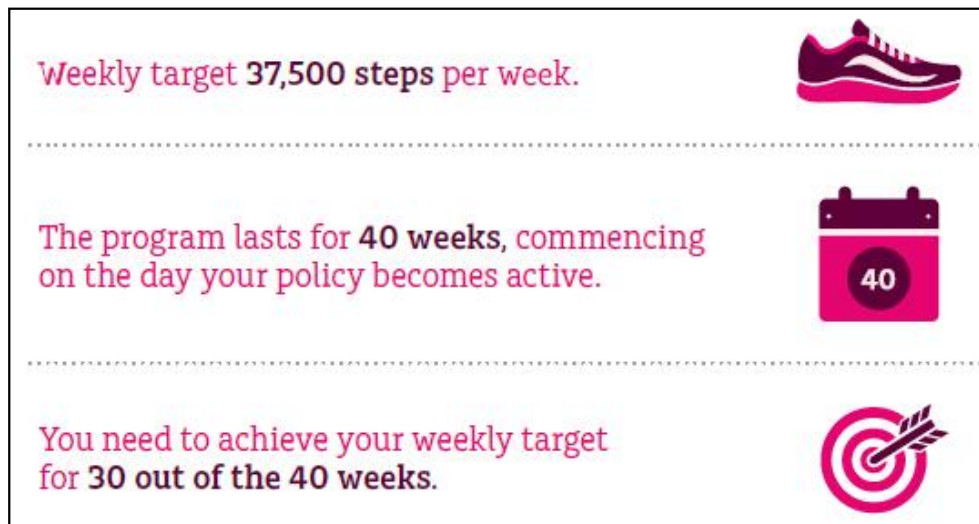 Weekly target 37,500 steps per week.
The program lasts for 40 weeks, commencing
on the day your policy becomes active.
40
You need to achieve your weekly target
for 30 out of the 40 weeks.